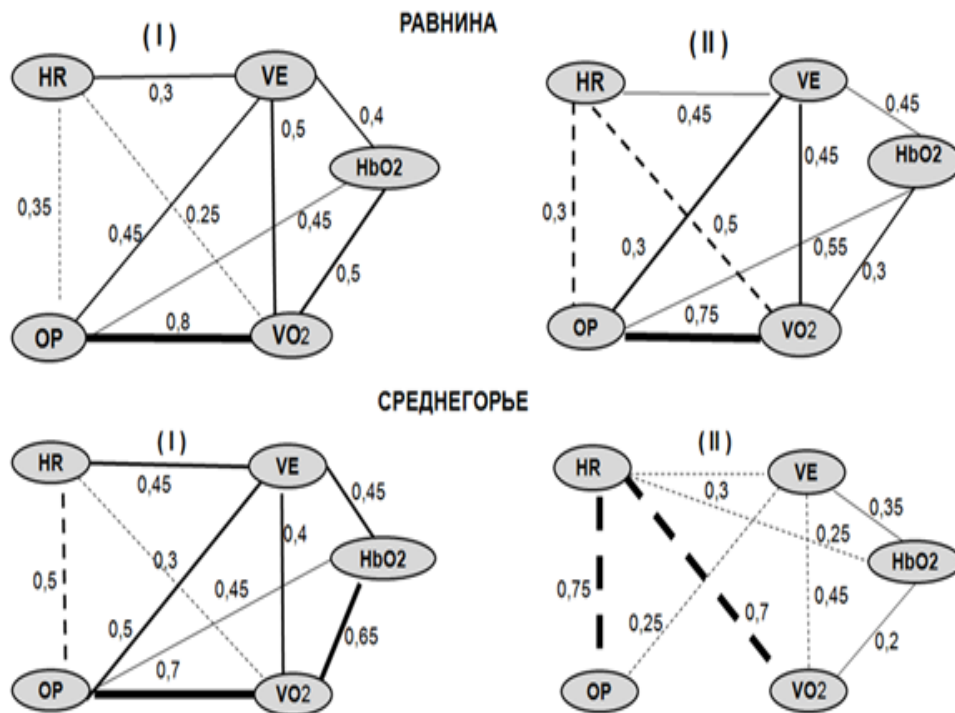 РАВНИНА
( I )
HR
VE
0,3
0,4
0,5
HbO2
0,35
0.25
0,45
0,45
0,5
OP
0,8
VO2
( II )
HR
VE
0,45
0,45
0,45
HbO2
0,3
0,5
0,3
0,55
0,3
OP
0,75
VO2
СРЕДНЕГОРЬЕ
( I )
HR
VE
0,45
0,45
0,4
HbO2
0,3
0,45
0,5
0,5
0,65
OP
0,7
VO2
( II )
HR
VE
0,3
0,35
0,25
HbO2
0,75
0,25
0,7
0,45
0,2
OP
VO2